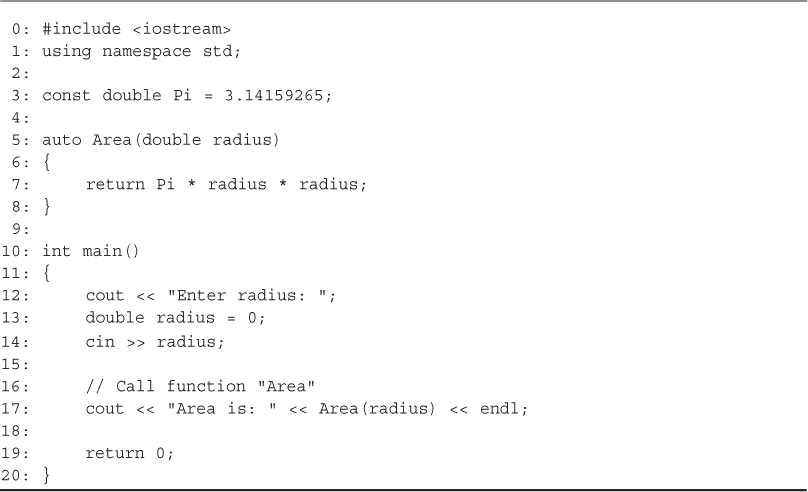 0: #include <iostream>
1: using namespace std;
2:
3: const double Pi = 3.14159265;
4:
5: auto Area(double radius)
6: {
7:     return Pi * radius * radius;
8: }
9:
10: int main()
11: {
12:     cout << "Enter radius: ";
13:     double radius = 0;
14:     cin >> radius;
15:
16:     // Call function "Area"
17:     cout << "Area is: " << Area(radius) << endl;
18:
19:     return 0;
20: }